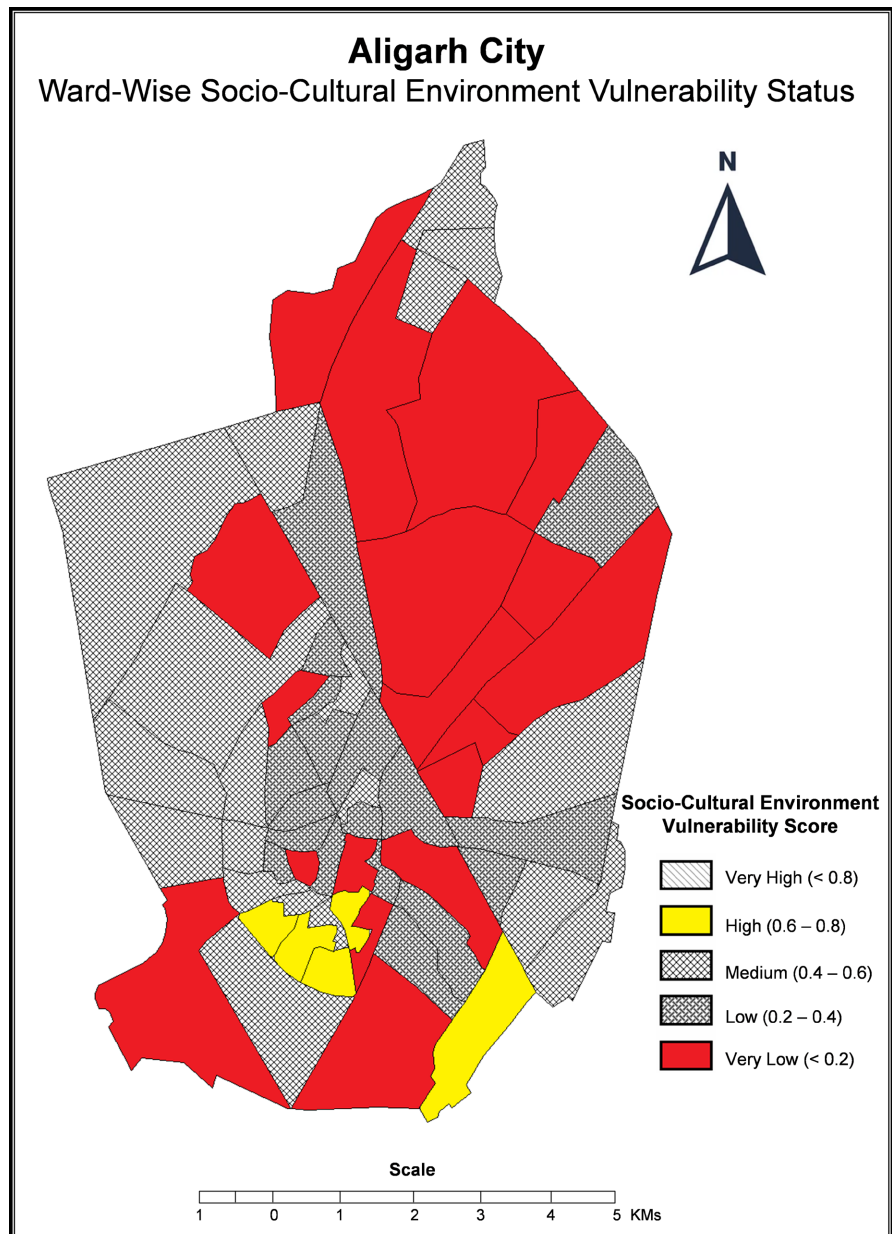 Aligarh City
Ward-Wise Socio-Cultural Environment Vulnerability Status
N
Socio-Cultural Environment
Vulnerability Score
Very High (< 0.8)
High (0.6 – 0.8)
Medium (0.4 – 0.6)
Low (0.2 – 0.4)
Very Low (< 0.2)
Scale
1 0 1 2 3 4 5 KMs